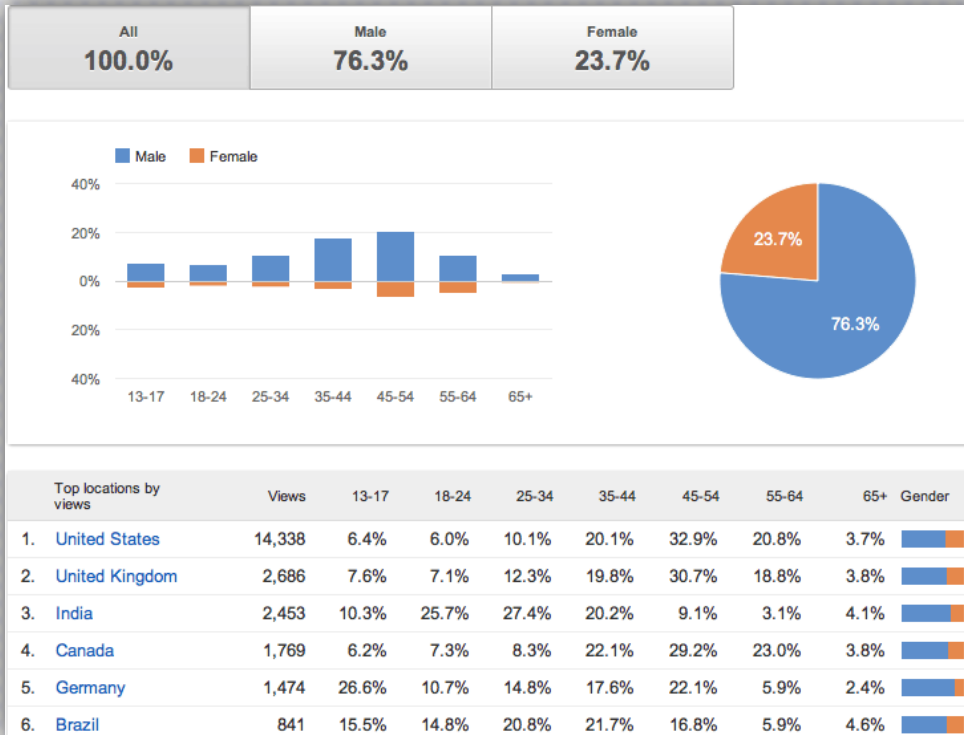 All Male Female
100.0% 76.3% 23.7%
Male Female
40%
20%
0%
20%
40%
13-17 18-24 25-34 35-44 45-54 55-64 65+
23.7%
76.3%
Top locations by views Views 13-17 18-24 25-34 35-44 45-54 55-64 65+ Gender
1. United States 14,338 6.4% 6.0% 10.1% 20.1% 32.9% 20.8% 3.7%
2. United Kingdom 2,686 7.6% 7.1% 12.3% 19.8% 30.7% 18.8% 3.8%
3. India 2,453 10.3% 25.7% 27.4% 20.2% 9.1% 3.1% 4.1%
4. Canada 1,769 6.2% 7.3% 8.3% 22.1% 29.2% 23.0% 3.8%
5. Germany 1,474 26.6% 10.7% 14.8% 17.6% 22.1% 5.9% 2.4%
6. Brazil 841 15.5% 14.8% 20.8% 21.7% 16.8% 5.9% 4.6%